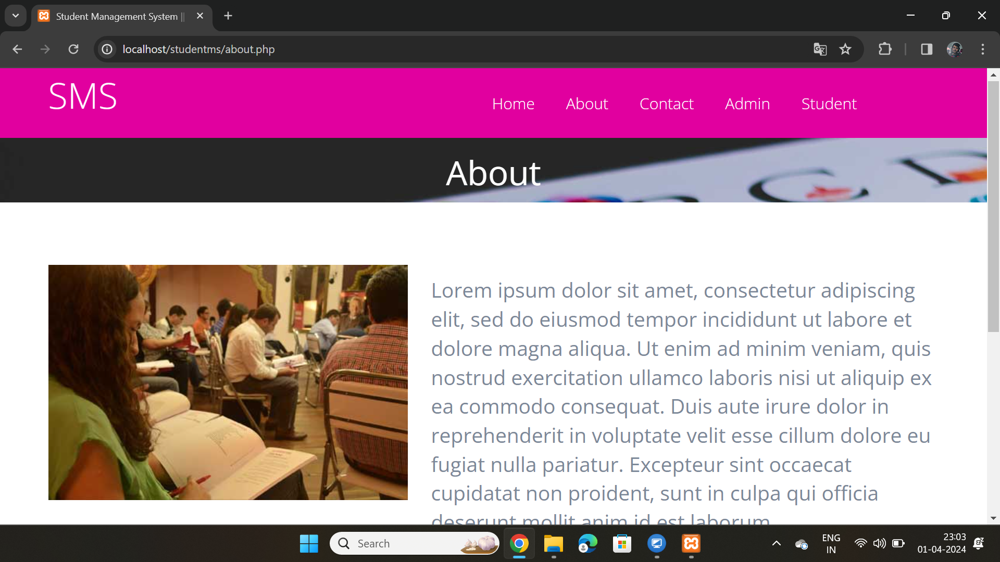 Student Management System ||
localhost/studentms/about.php
SMS
Home
About
Contact
Admin
Student
About
Lorem ipsum dolor sit amet, consectetur adipiscing
elit, sed do eiusmod tempor incididunt ut labore et
dolore magna aliqua. Ut enim ad minim veniam, quis
nostrud exercitation ullamco laboris nisi ut aliquip ex
ea commodo consequat. Duis aute irure dolor in
reprehenderit in voluptate velit esse cillum dolore eu
fugiat nulla pariatur. Excepteur sint occaecat
cupidatat non proident, sunt in culpa qui officia
deserunt mollit anim id est laborum
Search
ENG
IN
23:03
01-04-2024